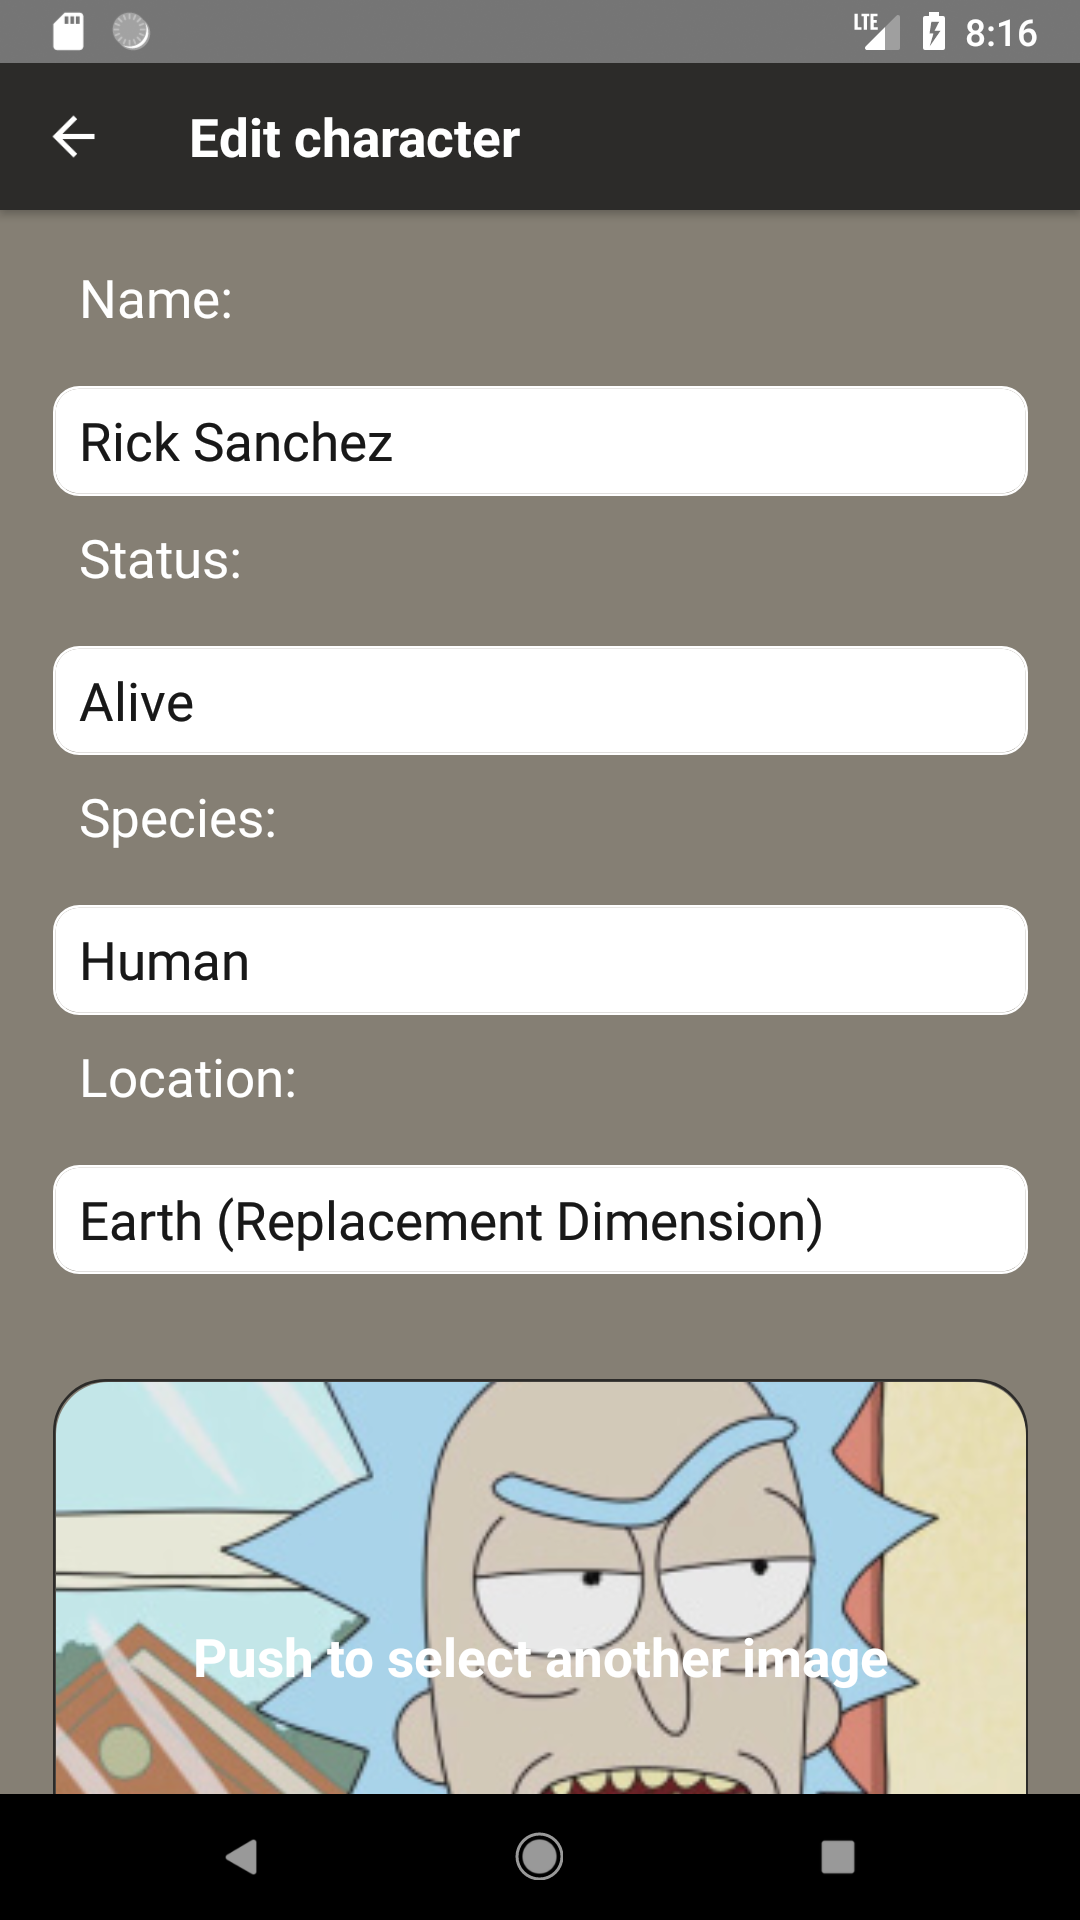 LTE 8:16
Edit character
Name:
Rick Sanchez
Status:
Alive
Species:
Human
Location:
Earth (Replacement Dimension)
Push to select another image